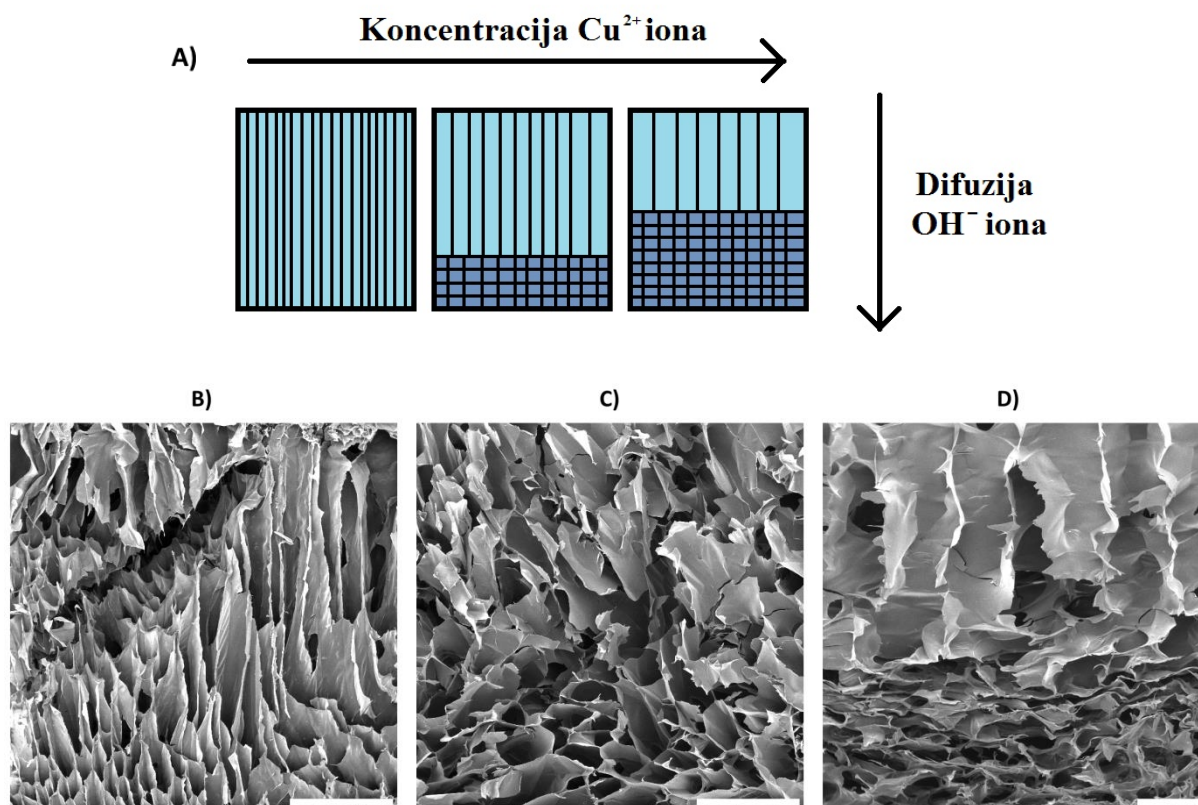 Koncentracija Cu²⁺ iona
A)
Difuzija
OH⁻ iona
B)
C)
D)